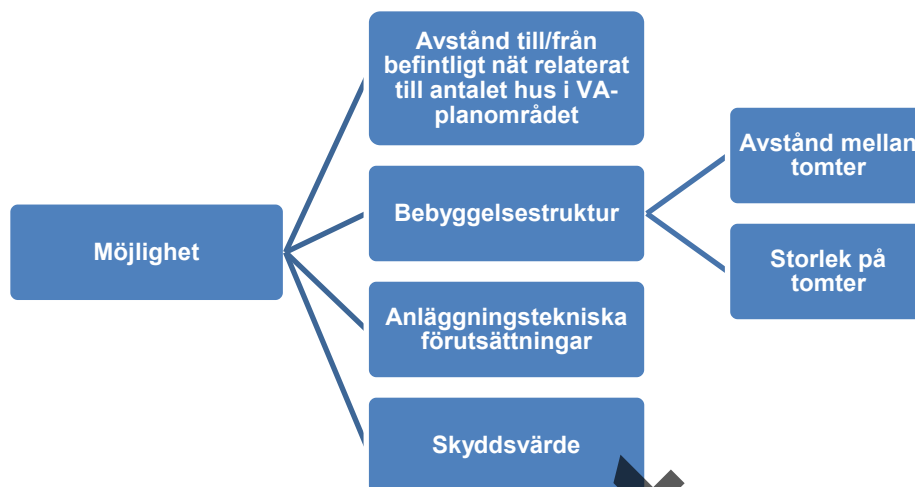 Avstånd till/från
befintligt nät relaterat
till antalet hus i VA-
planområdet
Avstånd mellan
tomter
Möjlighet
Bebyggelsestruktur
Storlek på
tomter
Anläggningstekniska
förutsättningar
Skyddsvärde